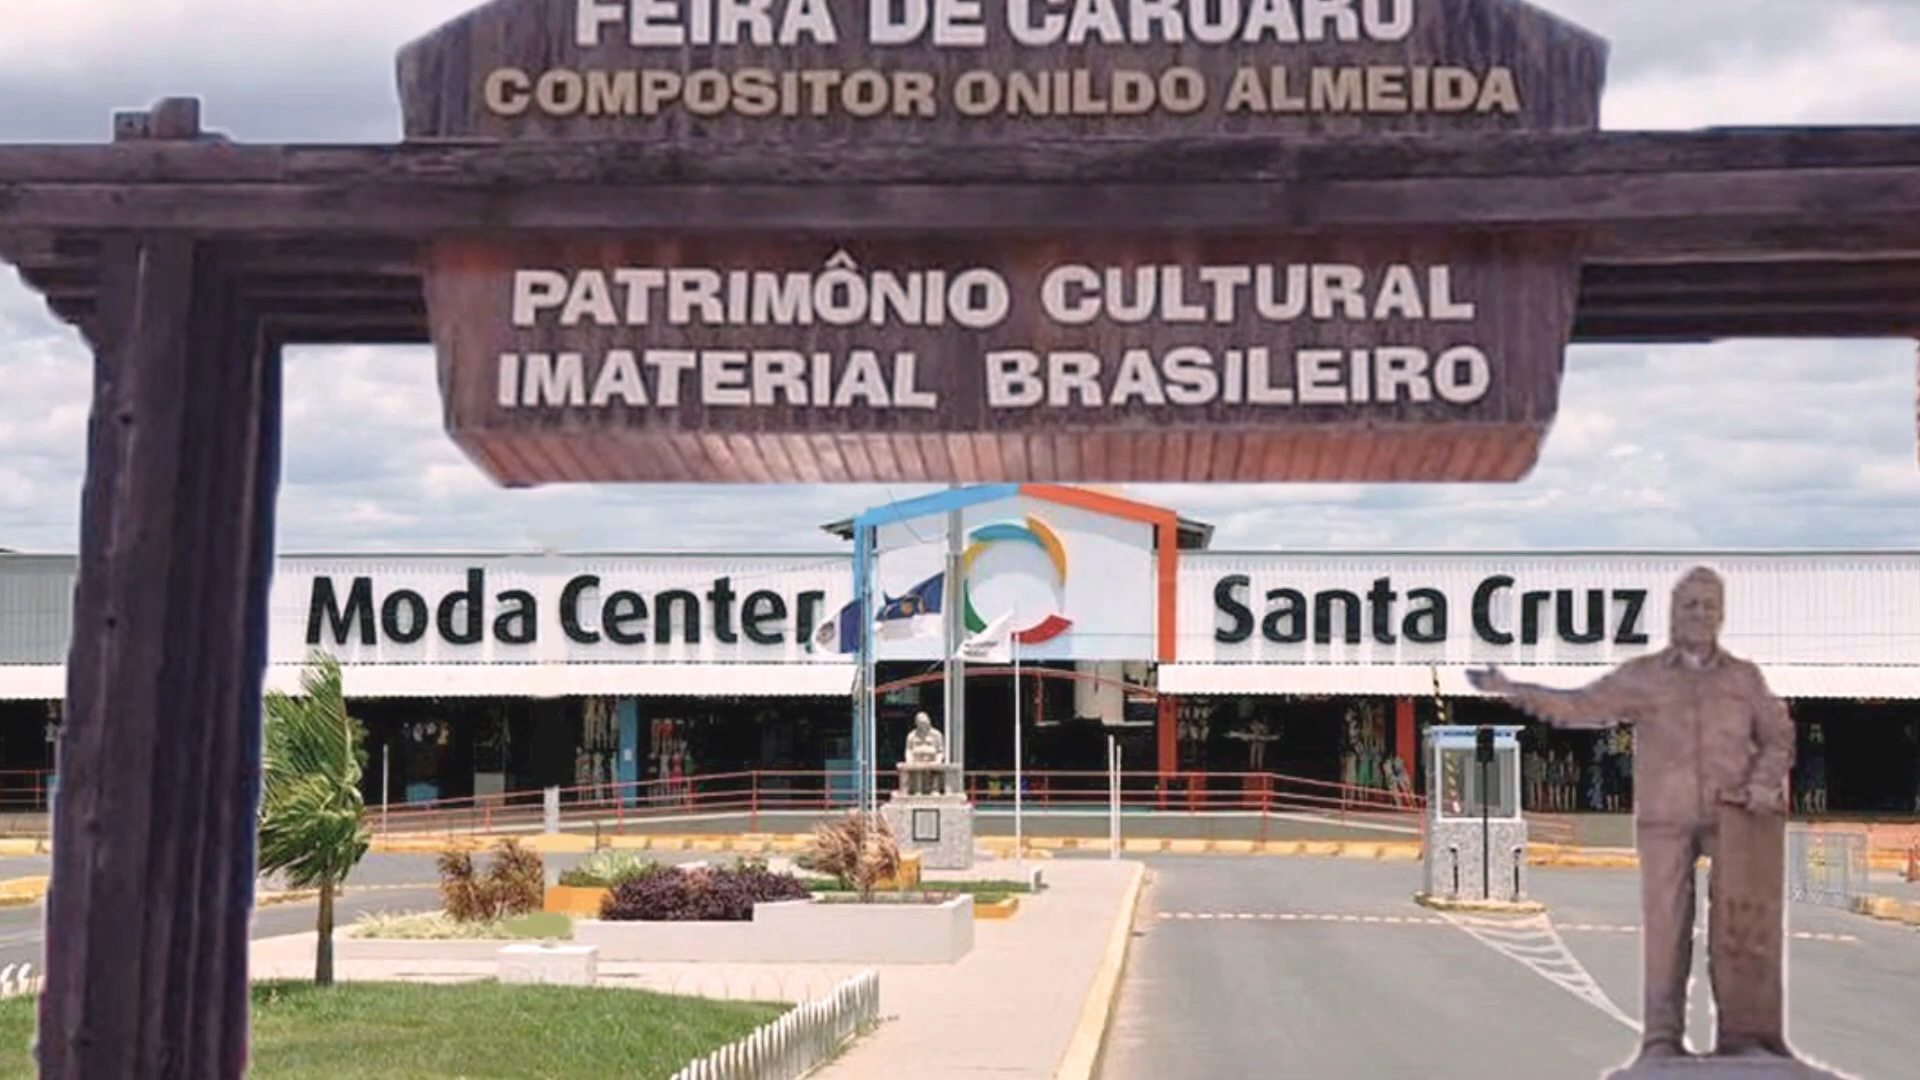 FEIRA DE CARUARU
COMPOSITOR ONILDO ALMEIDA
PATRIMÔNIO CULTURAL
IMATERIAL BRASILEIRO
Moda Center Santa Cruz